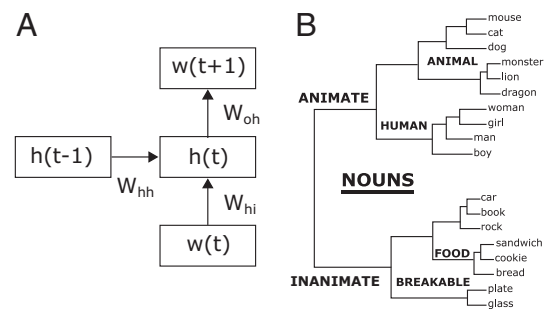 A
w(t+1)
W_oh
h(t-1)
h(t)
W_hh
W_hi
w(t)
B
mouse
cat
dog
ANIMAL
monster
lion
dragon
ANIMATE
woman
girl
HUMAN
man
boy
NOUNS
car
book
rock
sandwich
FOOD
cookie
bread
INANIMATE
BREAKABLE
plate
glass